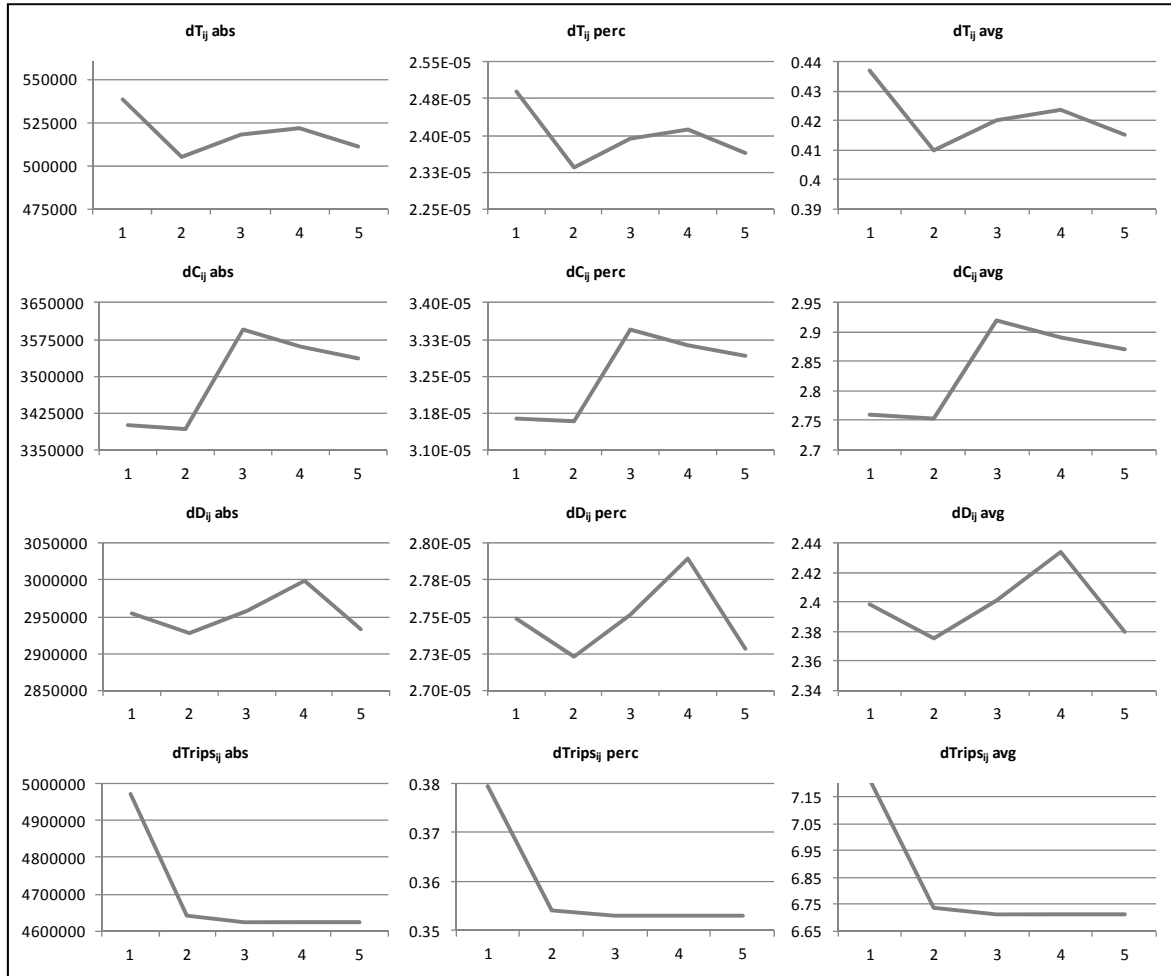 dTij abs
550000
525000
500000
475000
1 2 3 4 5
dTij perc
2.55E-05
2.48E-05
2.40E-05
2.33E-05
2.25E-05
1 2 3 4 5
dTij avg
0.44
0.43
0.42
0.41
0.4
0.39
1 2 3 4 5
dCij abs
3650000
3575000
3500000
3425000
3350000
1 2 3 4 5
dCij perc
3.40E-05
3.33E-05
3.25E-05
3.18E-05
3.10E-05
1 2 3 4 5
dCij avg
2.95
2.9
2.85
2.8
2.75
2.7
1 2 3 4 5
dDij abs
3050000
3000000
2950000
2900000
2850000
1 2 3 4 5
dDij perc
2.80E-05
2.78E-05
2.75E-05
2.73E-05
2.70E-05
1 2 3 4 5
dDij avg
2.44
2.42
2.4
2.38
2.36
2.34
1 2 3 4 5
dTripsij abs
5000000
4900000
4800000
4700000
4600000
1 2 3 4 5
dTripsij perc
0.38
0.37
0.36
0.35
1 2 3 4 5
dTripsij avg
7.15
7.05
6.95
6.85
6.75
6.65
1 2 3 4 5